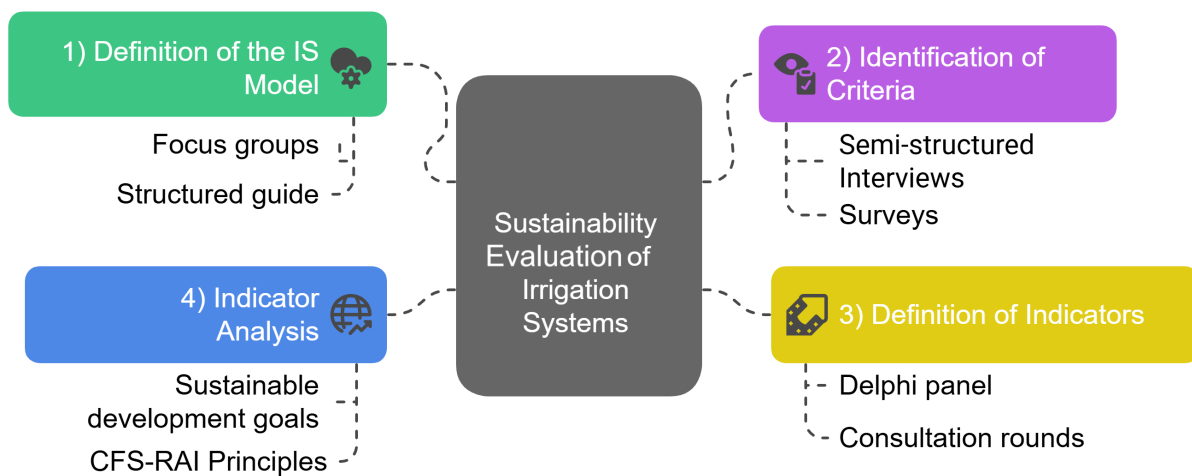 1) Definition of the IS
Model
Focus groups
Structured guide
2) Identification of
Criteria
Semi-structured
Interviews
Surveys
Sustainability
Evaluation of
Irrigation
Systems
4) Indicator
Analysis
Sustainable
development goals
CFS-RAI Principles
3) Definition of Indicators
Delphi panel
Consultation rounds